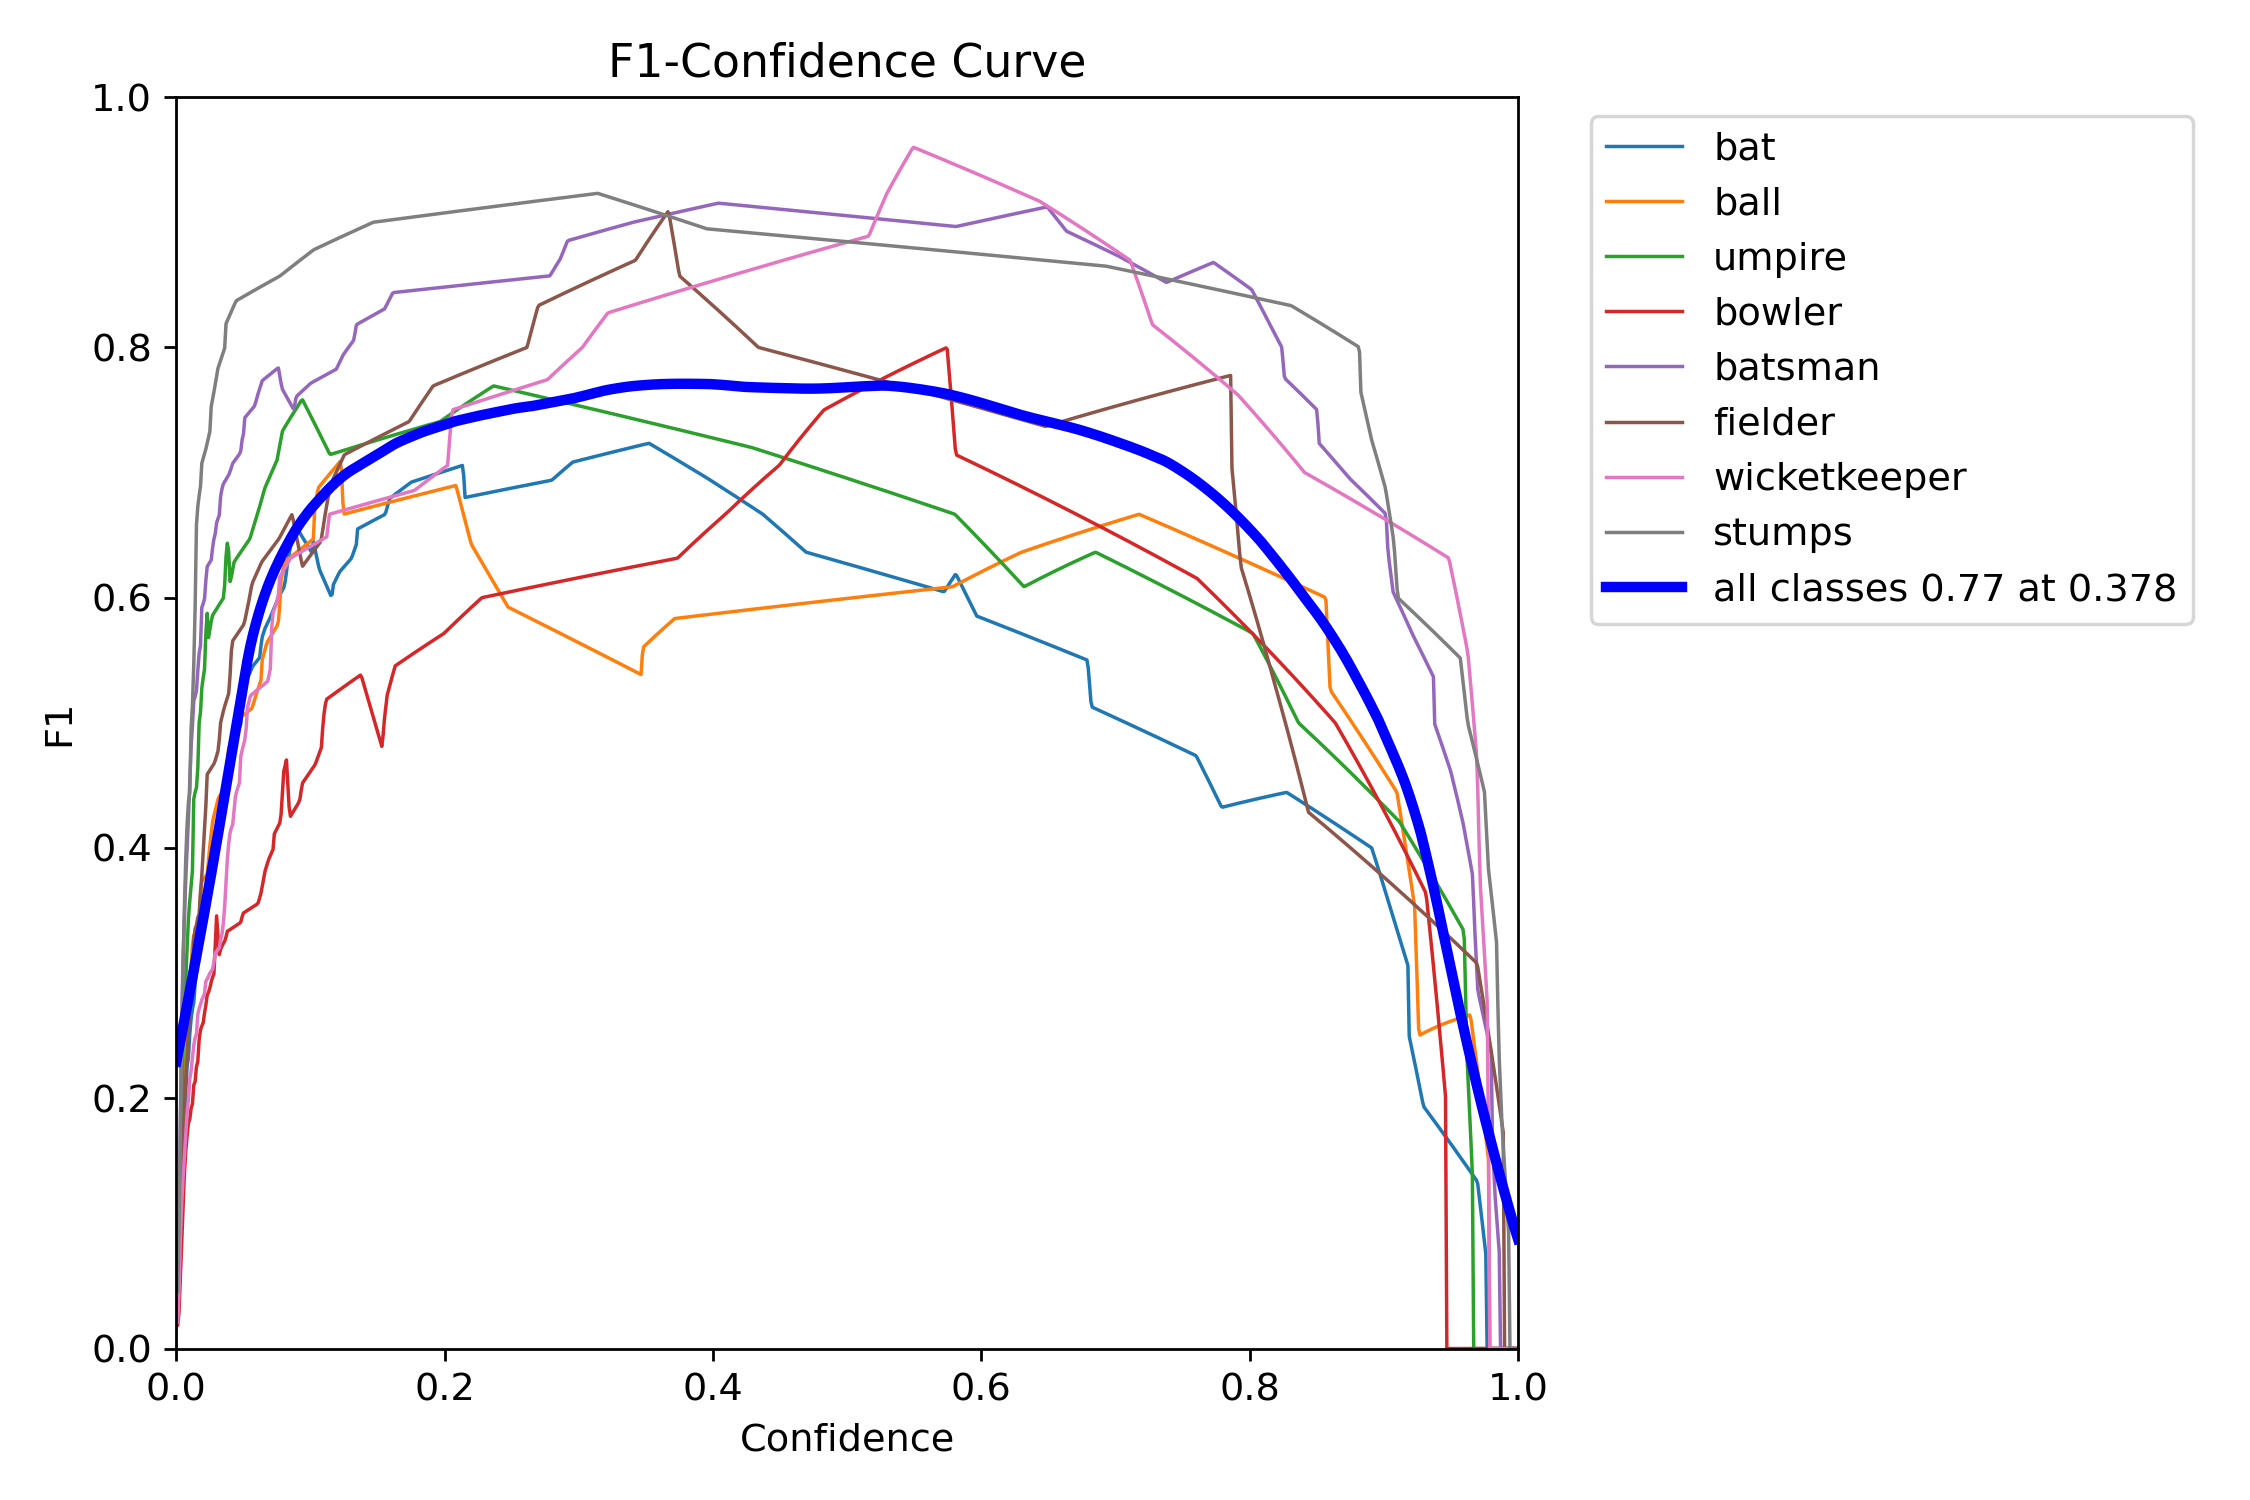 F1-Confidence Curve
1.0
0.8
0.6
0.4
0.2
0.0
F1
0.0 0.2 0.4 0.6 0.8 1.0
Confidence
bat
ball
umpire
bowler
batsman
fielder
wicketkeeper
stumps
all classes 0.77 at 0.378